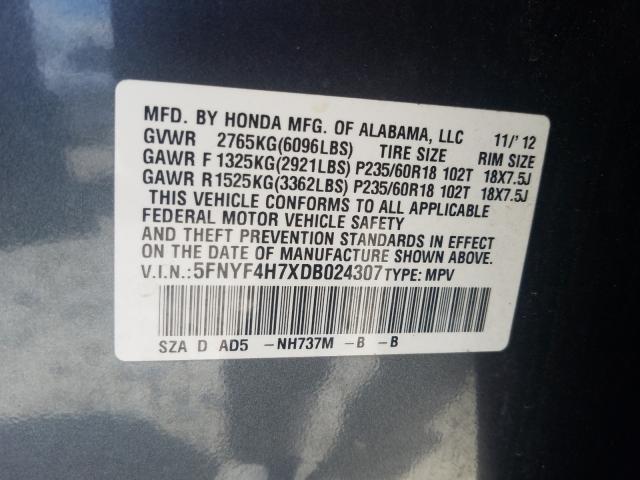 MFD. BY HONDA MFG. OF ALABAMA, LLC 11/'12
GVWR 2765KG(6096LBS) TIRE SIZE RIM SIZE
GAWR F 1325KG(2921LBS) P235/60R18 102T 18X7.5J
GAWR R1525KG(3362LBS) P235/60R18 102T 18X7.5J
THIS VEHICLE CONFORMS TO ALL APPLICABLE
FEDERAL MOTOR VEHICLE SAFETY
AND THEFT PREVENTION STANDARDS IN EFFECT
ON THE DATE OF MANUFACTURE SHOWN ABOVE.
V.I.N.:5FNYF4H7XDB024307 TYPE: MPV
SZA D AD5 -NH737M -B -B